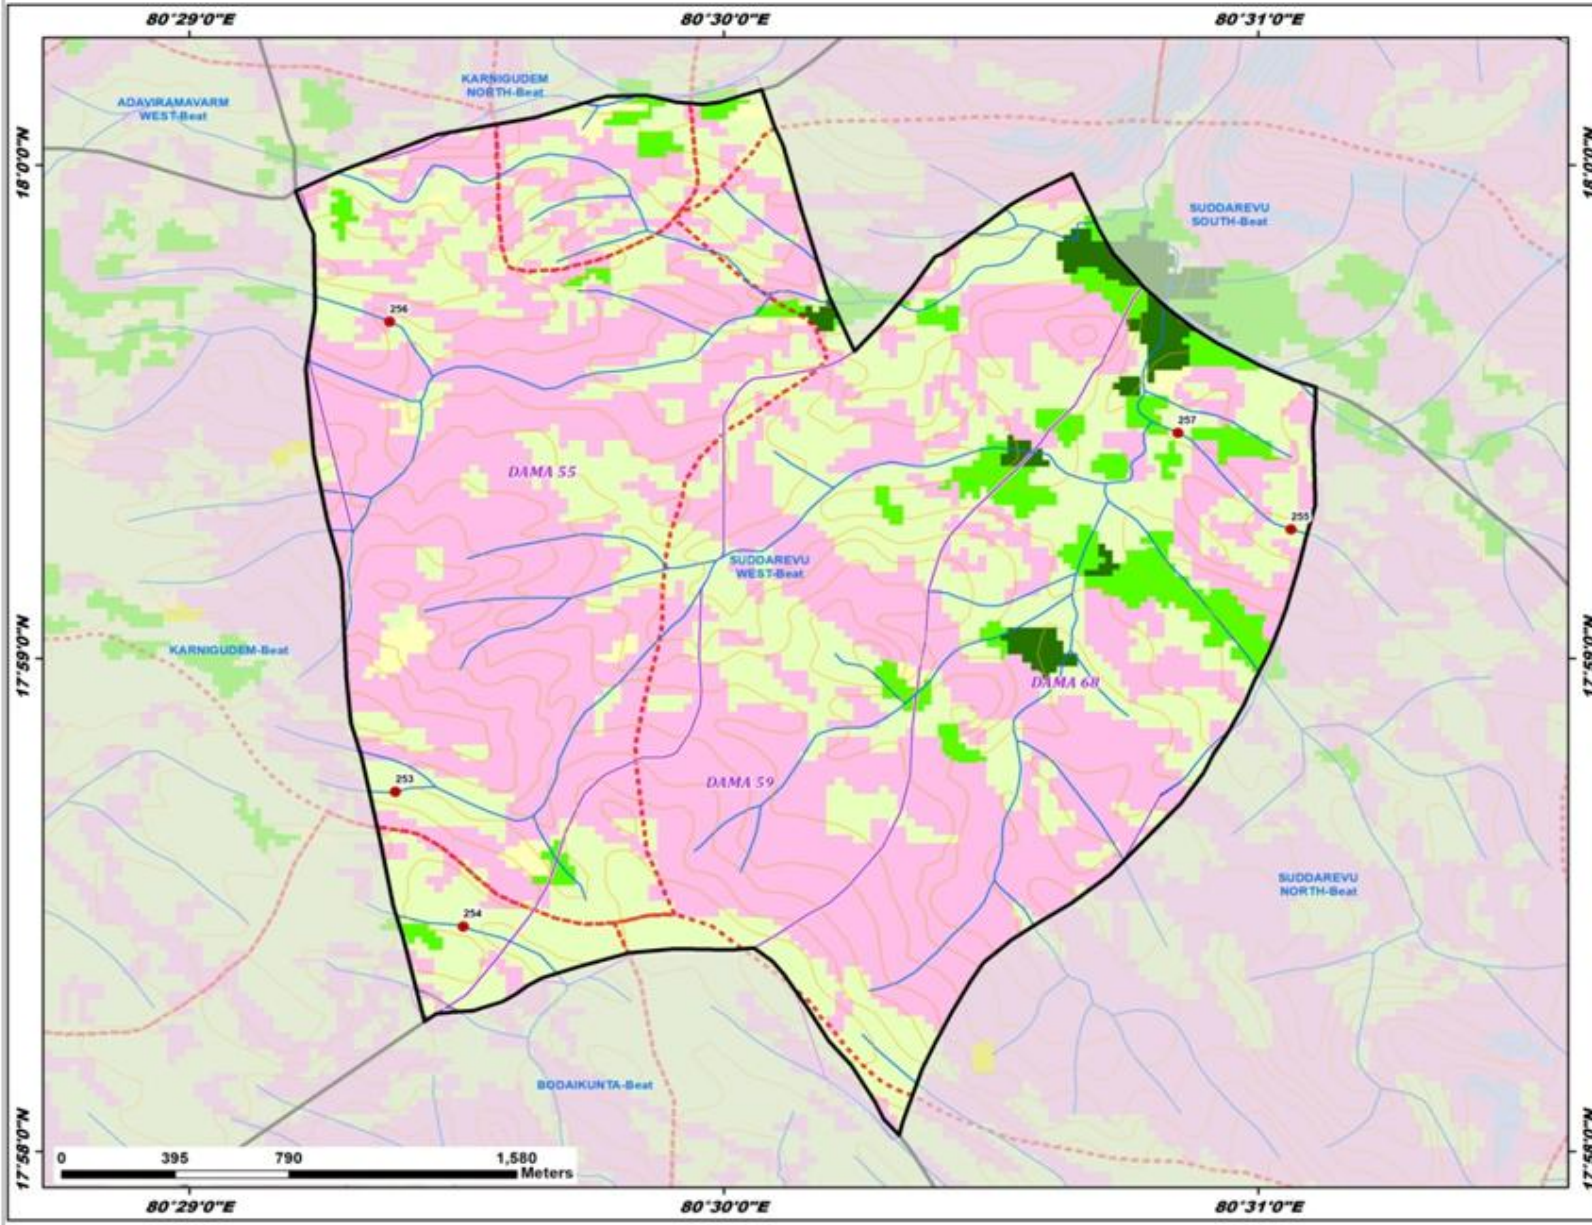 80°29'0"E
80°30'0"E
80°31'0"E
KARNIGUDEM
NORTH-Beat
ADAVIRAMAVARM
WEST-Beat
18°0'0"N
18°0'0"N
SUDDAREVU
SOUTH-Beat
256
257
DAMA 55
255
SUDDAREVU
WEST-Beat
KARNIGUDEM-Beat
17°59'0"N
17°59'0"N
DAMA 68
253
DAMA 59
SUDDAREVU
NORTH-Beat
254
BODAIKUNTA-Beat
17°58'0"N
17°58'0"N
0 395 790 1,580
Meters
80°29'0"E
80°30'0"E
80°31'0"E